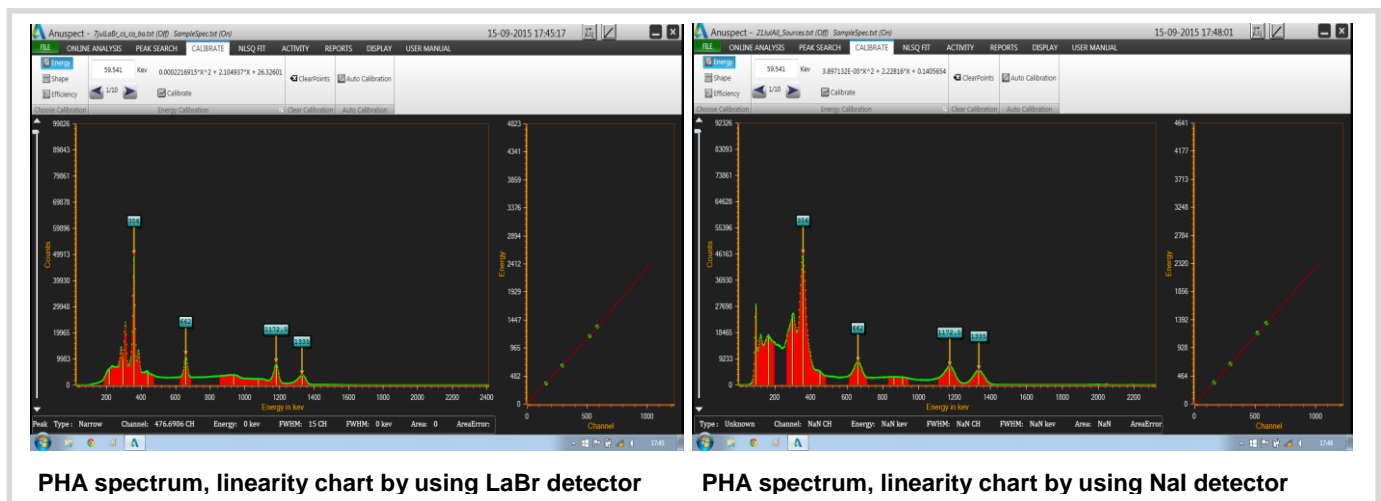 Anuspect - 7julLaBr_cs_co_ba.txt (Off) SampleSpec.txt (On) 15-09-2015 17:45:17
FILE ONLINE ANALYSIS PEAK SEARCH CALIBRATE NLSQ FIT ACTIVITY REPORTS DISPLAY USER MANUAL
Energy 59.541 Kev 0.0002216915*X^2 + 2.104937*X + 26.32601 ClearPoints Auto Calibration
Shape
Efficiency 1/10 Calibrate
Choose Calibration Energy Calibration Clear Calibration Auto Calibration
99826
89843
79861
69878
59896
49913
39930
29948
19965
9983
0
Counts
356
662
1172.5
1333
200 400 600 800 1000 1200 1400 1600 1800 2000 2200 2400
Energy in kev
4823
4341
3859
3376
2894
2412
1929
1447
965
482
0
Energy
0 500 1000
Channel
Peak Type: Narrow Channel: 476.6906 CH Energy: 0 kev FWHM: 15 CH FWHM: 0 kev Area: 0 AreaError:
17:45
PHA spectrum, linearity chart by using LaBr detector
Anuspect - 21JulAll_Sources.txt (Off) SampleSpec.txt (On) 15-09-2015 17:48:01
FILE ONLINE ANALYSIS PEAK SEARCH CALIBRATE NLSQ FIT ACTIVITY REPORTS DISPLAY USER MANUAL
Energy 59.541 Kev 3.897132E-05*X^2 + 2.22816*X + 0.1405654 ClearPoints Auto Calibration
Shape
Efficiency 1/10 Calibrate
Choose Calibration Energy Calibration Clear Calibration Auto Calibration
92326
83093
73861
64628
55396
46163
36930
27698
18465
9233
0
Counts
356
662
1172.5
1333
200 400 600 800 1000 1200 1400 1600 1800 2000 2200
Energy in kev
4641
4177
3713
3248
2784
2320
1856
1392
928
464
0
Energy
0 500 1000
Channel
Type: Unknown Channel: NaN CH Energy: NaN kev FWHM: NaN CH FWHM: NaN kev Area: NaN AreaError
17:48
PHA spectrum, linearity chart by using NaI detector